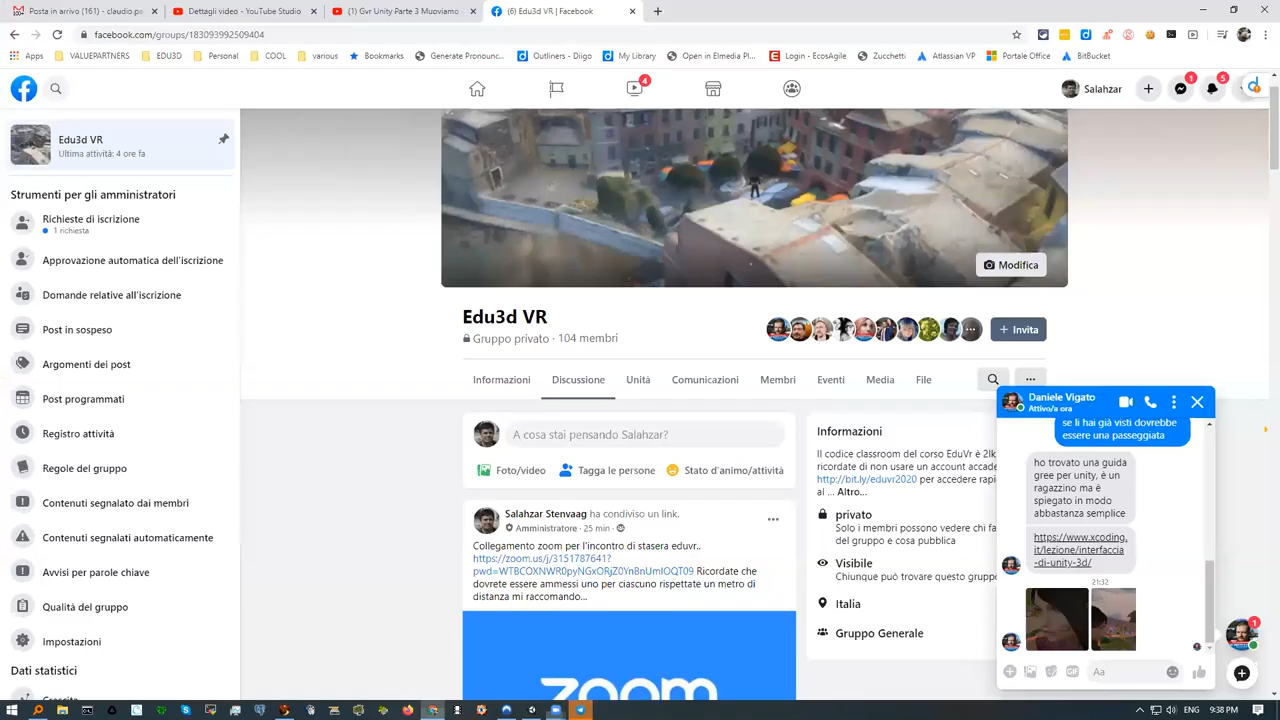 Posta in arrivo (161) - claudio.p
Dettagli video - YouTube Studio
(1) Gvr Unity Parte 3 Muoviamo
(6) Edu3d VR | Facebook
facebook.com/groups/183093992509404
Apps
VALUEPARTNERS
EDU3D
Personal
COOL
various
Bookmarks
Generate Pronounc...
Outliners - Diigo
My Library
Open in Elmedia Pl...
Login - EcosAgile
Zucchetti
Atlassian VP
Portale Office
BitBucket
4
Salahzar
1
5
Edu3d VR
Ultima attività: 4 ore fa
Strumenti per gli amministratori
Richieste di iscrizione
1 richiesta
Approvazione automatica dell'iscrizione
Domande relative all'iscrizione
Post in sospeso
Argomenti dei post
Post programmati
Registro attività
Regole del gruppo
Contenuti segnalato dai membri
Contenuti segnalati automaticamente
Avvisi per parole chiave
Qualità del gruppo
Impostazioni
Dati statistici
Modifica
Edu3d VR
Gruppo privato · 104 membri
+ Invita
Informazioni
Discussione
Unità
Comunicazioni
Membri
Eventi
Media
File
A cosa stai pensando Salahzar?
Foto/video
Tagga le persone
Stato d'animo/attività
Salahzar Stenvaag ha condiviso un link.
Amministratore · 25 min ·
Collegamento zoom per l'incontro di stasera eduvr..
https://zoom.us/j/3151787641?
pwd=WTBCOXNWR0pyNGxORjZ0Yn8nUmlOQT09 Ricordate che
dovrete essere ammessi uno per ciascuno rispettate un metro di
distanza mi raccomando...
zoom
Informazioni
Il codice classroom del corso EduVr è 2lk
ricordate di non usare un account accade
http://bit.ly/eduvr2020 per accedere rapi
al ... Altro...
privato
Solo i membri possono vedere chi fa
del gruppo e cosa pubblica
Visibile
Chiunque può trovare questo gruppo
Italia
Gruppo Generale
Daniele Vigato
Attivo/a ora
se li hai già visti dovrebbe
essere una passeggiata
ho trovato una guida
gree per unity, è un
ragazzino ma è
spiegato in modo
abbastanza semplice
https://www.xcoding.
it/lezione/interfaccia
-di-unity-3d/
21:32
GIF
Aa
1
ENG
9:38 PM